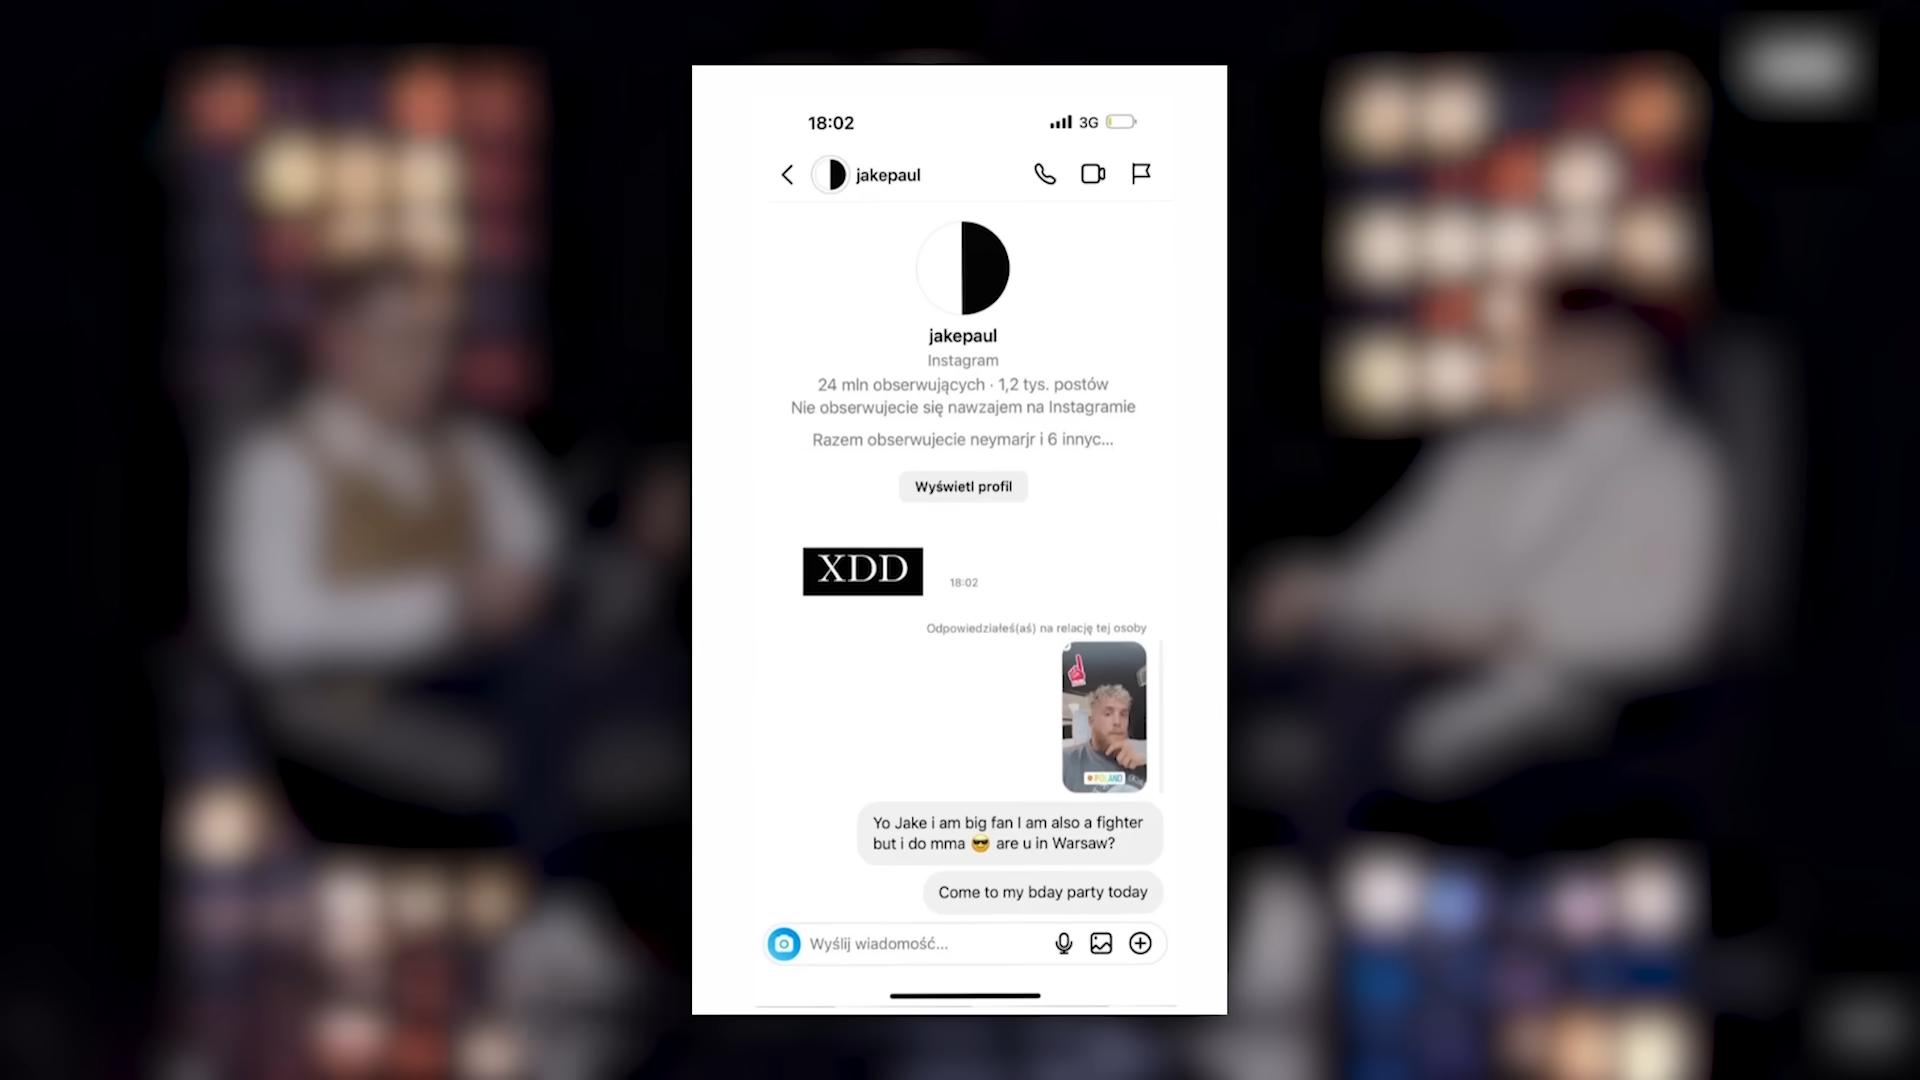 18:02
3G
jakepaul
jakepaul
Instagram
24 mln obserwujących · 1,2 tys. postów
Nie obserwujecie się nawzajem na Instagramie
Razem obserwujecie neymarjr i 6 innyc...
Wyświetl profil
XDD
18:02
Odpowiedziałeś(aś) na relację tej osoby
POLAND
Yo Jake i am big fan I am also a fighter
but i do mma 😎 are u in Warsaw?
Come to my bday party today
Wyślij wiadomość...